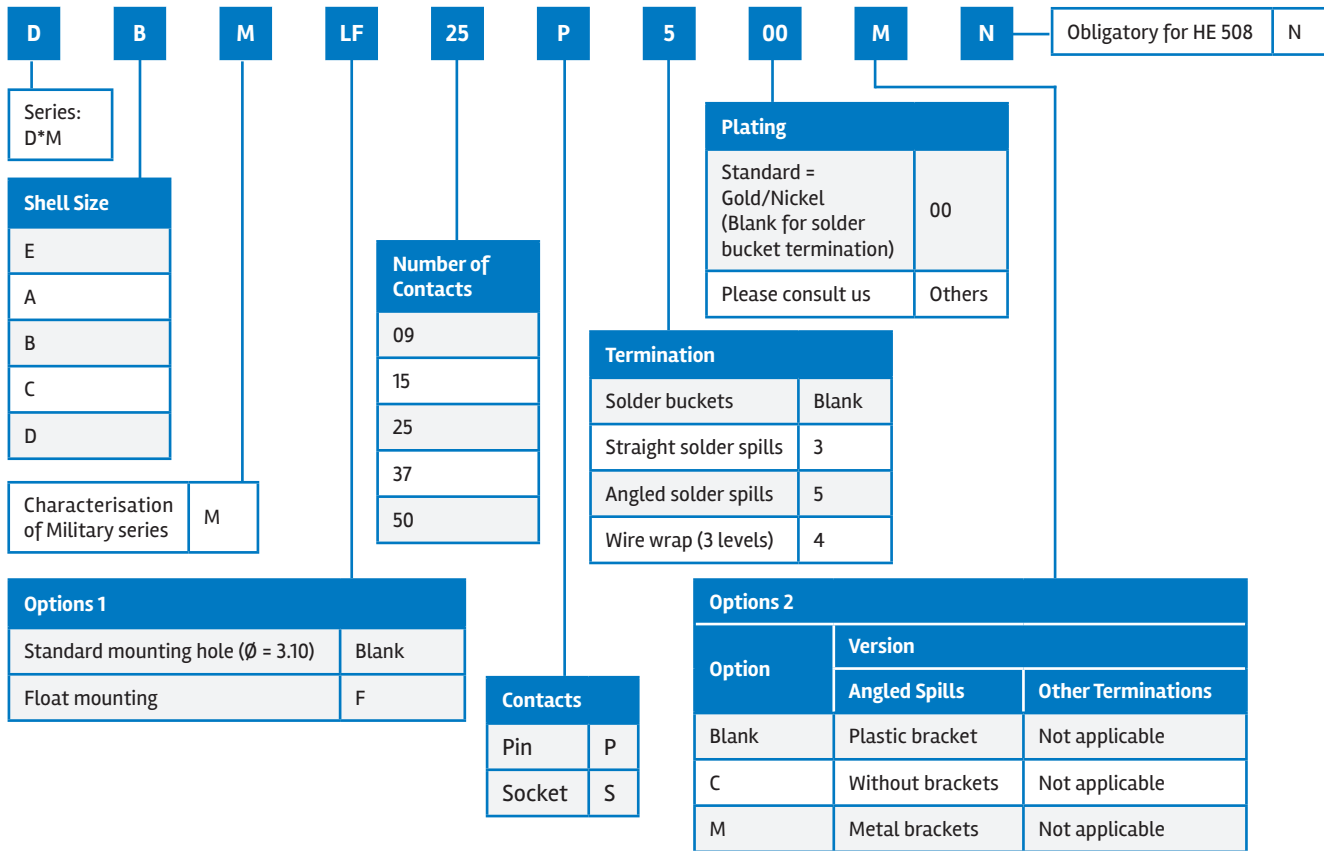 D B M LF 25 P 5 00 M N
Obligatory for HE 508 N
Series:
D*M
Shell Size
E
A
B
C
D
Characterisation
of Military series M
Options 1
Standard mounting hole (Ø = 3.10) Blank
Float mounting F
Number of
Contacts
09
15
25
37
50
Contacts
Pin P
Socket S
Plating
Standard =
Gold/Nickel
(Blank for solder
bucket termination) 00
Please consult us Others
Termination
Solder buckets Blank
Straight solder spills 3
Angled solder spills 5
Wire wrap (3 levels) 4
Options 2
Option Version
Angled Spills Other Terminations
Blank Plastic bracket Not applicable
C Without brackets Not applicable
M Metal brackets Not applicable